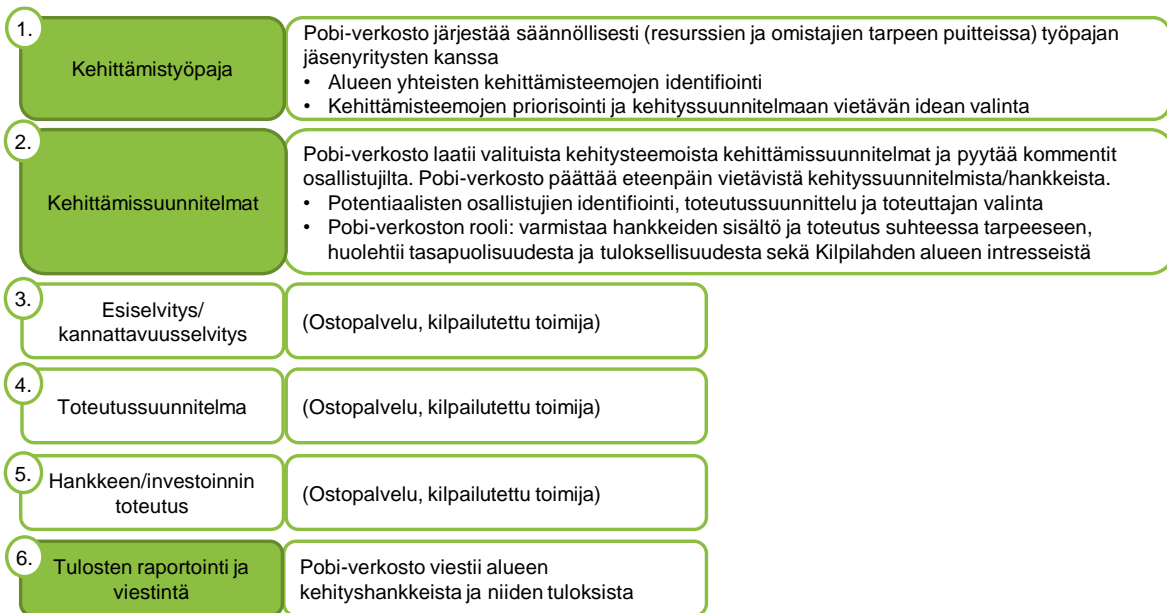 1.
Kehittämistyöpaja
Pobi-verkosto järjestää säännöllisesti (resurssien ja omistajien tarpeen puitteissa) työpajan
jäsenyritysten kanssa
• Alueen yhteisten kehittämisteemojen identifiointi
• Kehittämisteemojen priorisointi ja kehityssuunnitelmaan vietävän idean valinta
2.
Kehittämissuunnitelmat
Pobi-verkosto laatii valituista kehitysteemoista kehittämissuunnitelmat ja pyytää kommentit
osallistujilta. Pobi-verkosto päättää eteenpäin vietävistä kehityssuunnitelmista/hankkeista.
• Potentiaalisten osallistujien identifiointi, toteutussuunnittelu ja toteuttajan valinta
• Pobi-verkoston rooli: varmistaa hankkeiden sisältö ja toteutus suhteessa tarpeeseen,
huolehtii tasapuolisuudesta ja tuloksellisuudesta sekä Kilpilahden alueen intresseistä
3.
Esiselvitys/
kannattavuusselvitys
(Ostopalvelu, kilpailutettu toimija)
4.
Toteutussuunnitelma
(Ostopalvelu, kilpailutettu toimija)
5.
Hankkeen/investoinnin
toteutus
(Ostopalvelu, kilpailutettu toimija)
6.
Tulosten raportointi ja
viestintä
Pobi-verkosto viestii alueen
kehityshankkeista ja niiden tuloksista